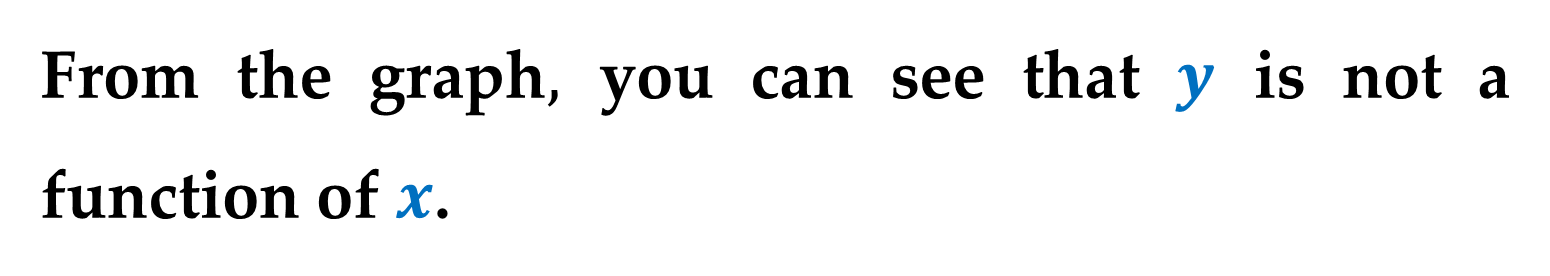 From the graph, you can see that y is not a
function of x.